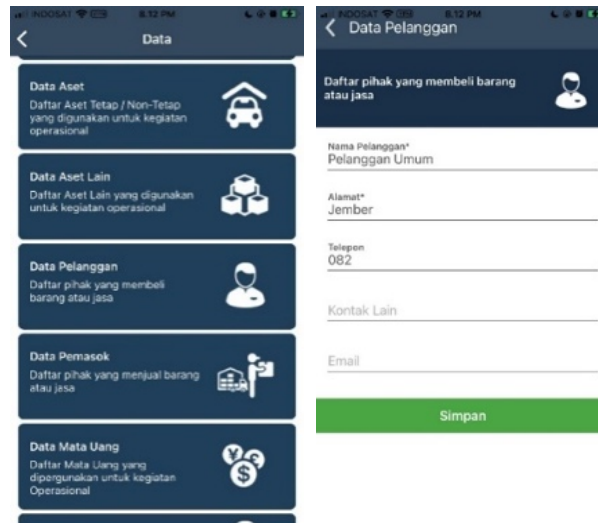 INDOSAT 8.12 PM
Data
Data Aset
Daftar Aset Tetap / Non-Tetap
yang digunakan untuk kegiatan
operasional
Data Aset Lain
Daftar Aset Lain yang digunakan
untuk kegiatan operasional
Data Pelanggan
Daftar pihak yang membeli
barang atau jasa
Data Pemasok
Daftar pihak yang menjual barang
atau jasa
Data Mata Uang
Daftar Mata Uang yang
dipergunakan untuk kegiatan
Operasional
INDOSAT 8.12 PM
Data Pelanggan
Daftar pihak yang membeli barang
atau jasa
Nama Pelanggan*
Pelanggan Umum
Alamat*
Jember
Telepon
082
Kontak Lain
Email
Simpan